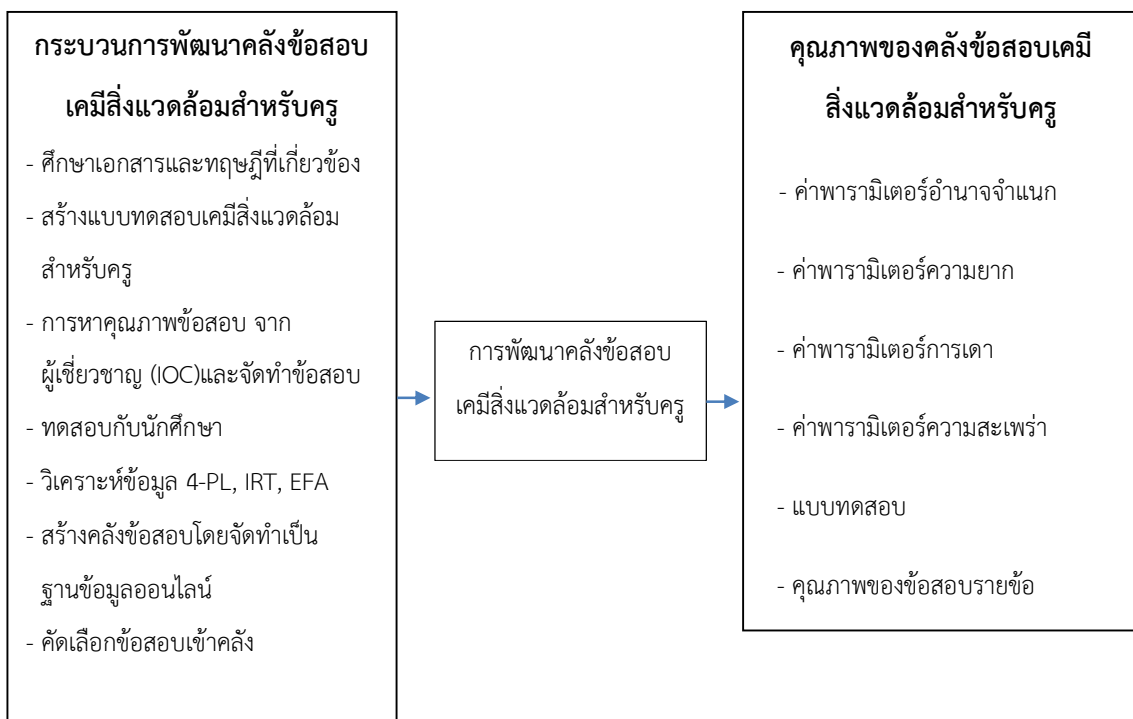 กระบวนการพัฒนาคลังข้อสอบ
เคมีสิ่งแวดล้อมสำหรับครู
- ศึกษาเอกสารและทฤษฎีที่เกี่ยวข้อง
- สร้างแบบทดสอบเคมีสิ่งแวดล้อม
สำหรับครู
- การหาคุณภาพข้อสอบ จาก
ผู้เชี่ยวชาญ (IOC)และจัดทำข้อสอบ
- ทดสอบกับนักศึกษา
- วิเคราะห์ข้อมูล 4-PL, IRT, EFA
- สร้างคลังข้อสอบโดยจัดทำเป็น
ฐานข้อมูลออนไลน์
- คัดเลือกข้อสอบเข้าคลัง
การพัฒนาคลังข้อสอบ
เคมีสิ่งแวดล้อมสำหรับครู
คุณภาพของคลังข้อสอบเคมี
สิ่งแวดล้อมสำหรับครู
- ค่าพารามิเตอร์อำนาจจำแนก
- ค่าพารามิเตอร์ความยาก
- ค่าพารามิเตอร์การเดา
- ค่าพารามิเตอร์ความสะเพร่า
- แบบทดสอบ
- คุณภาพของข้อสอบรายข้อ